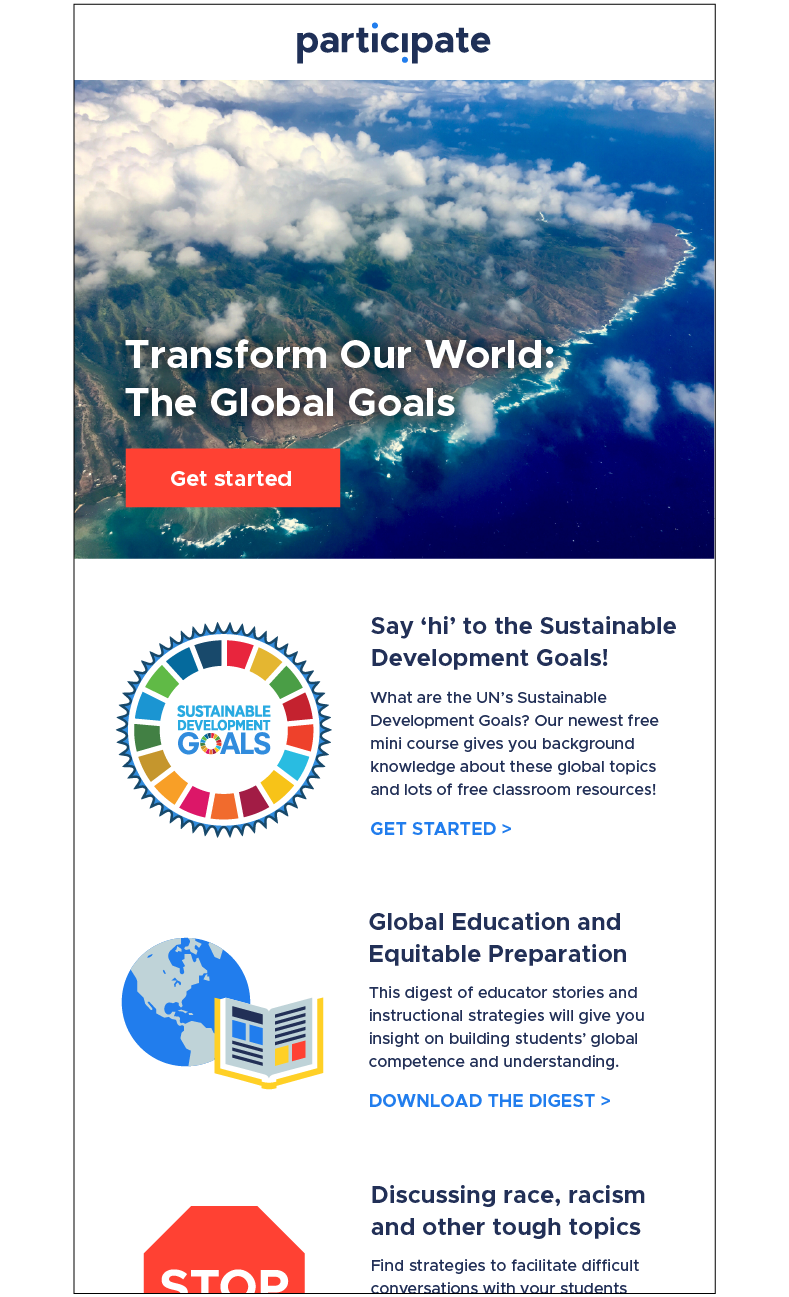 participate
Transform Our World:
The Global Goals
Get started
SUSTAINABLE
DEVELOPMENT
GOALS
Say ‘hi’ to the Sustainable
Development Goals!
What are the UN’s Sustainable
Development Goals? Our newest free
mini course gives you background
knowledge about these global topics
and lots of free classroom resources!
GET STARTED >
Global Education and
Equitable Preparation
This digest of educator stories and
instructional strategies will give you
insight on building students’ global
competence and understanding.
DOWNLOAD THE DIGEST >
STOP
Discussing race, racism
and other tough topics
Find strategies to facilitate difficult
conversations with your students